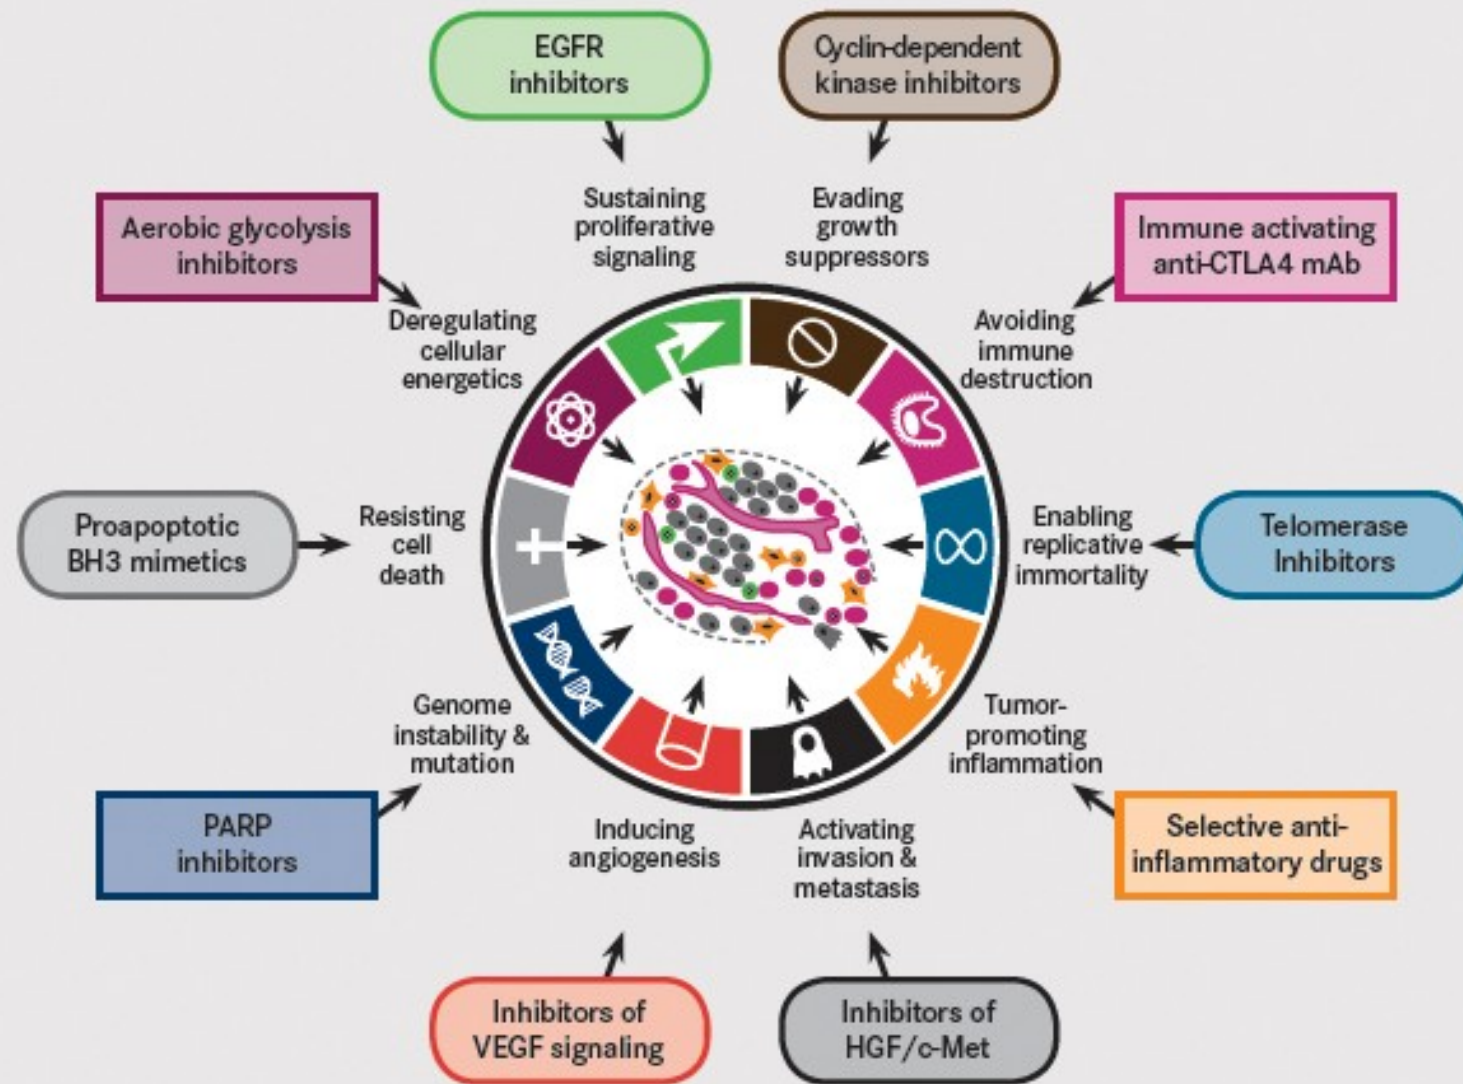 EGFR
inhibitors
Cyclin-dependent
kinase inhibitors
Sustaining
proliferative
signaling
Evading
growth
suppressors
Aerobic glycolysis
inhibitors
Immune activating
anti-CTLA4 mAb
Deregulating
cellular
energetics
Avoiding
immune
destruction
Proapoptotic
BH3 mimetics
Resisting
cell
death
Enabling
replicative
immortality
Telomerase
Inhibitors
Genome
instability &
mutation
Tumor-
promoting
inflammation
PARP
inhibitors
Inducing
angiogenesis
Activating
invasion &
metastasis
Selective anti-
inflammatory drugs
Inhibitors of
VEGF signaling
Inhibitors of
HGF/c-Met